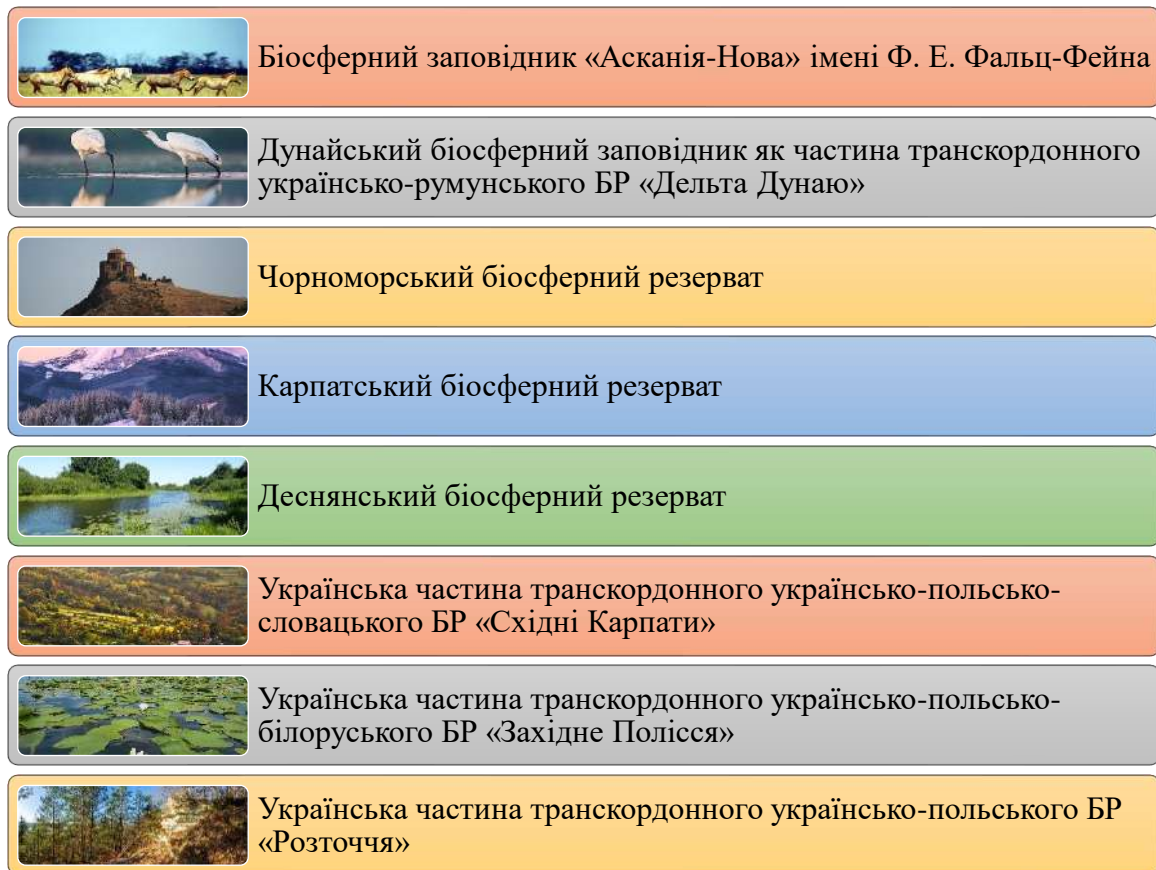 Біосферний заповідник «Асканія-Нова» імені Ф. Е. Фальц-Фейна
Дунайський біосферний заповідник як частина транскордонного
українсько-румунського БР «Дельта Дунаю»
Чорноморський біосферний резерват
Карпатський біосферний резерват
Деснянський біосферний резерват
Українська частина транскордонного українсько-польсько-
словацького БР «Східні Карпати»
Українська частина транскордонного українсько-польсько-
білоруського БР «Західне Полісся»
Українська частина транскордонного українсько-польського БР
«Розточчя»